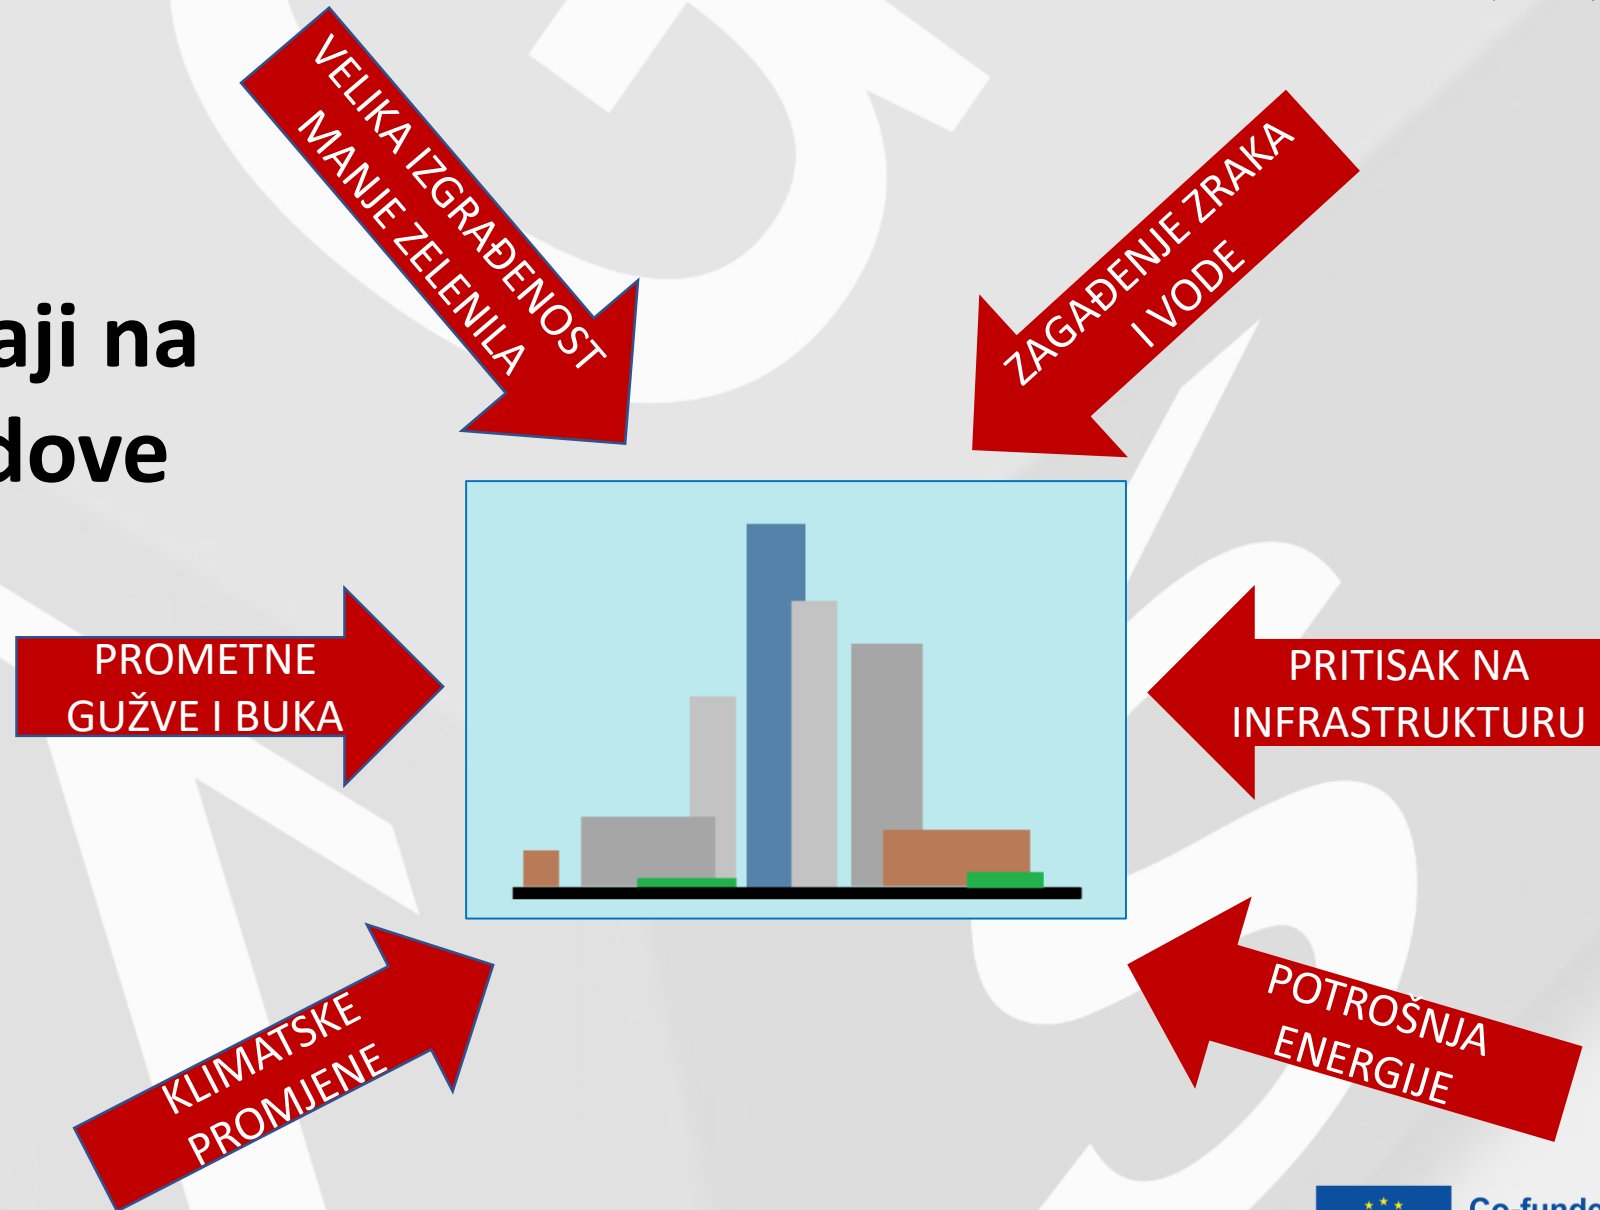 VELIKA IZGRAĐENOST
MANJE ZELENILA
ZAGAĐENJE ZRAKA
I VODE
aji na
dove
PROMETNE
GUŽVE I BUKA
PRITISAK NA
INFRASTRUKTURU
KLIMATSKE
PROMJENE
POTROŠNJA
ENERGIJE